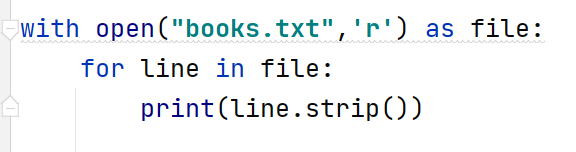 with open("books.txt",'r') as file:
    for line in file:
        print(line.strip())